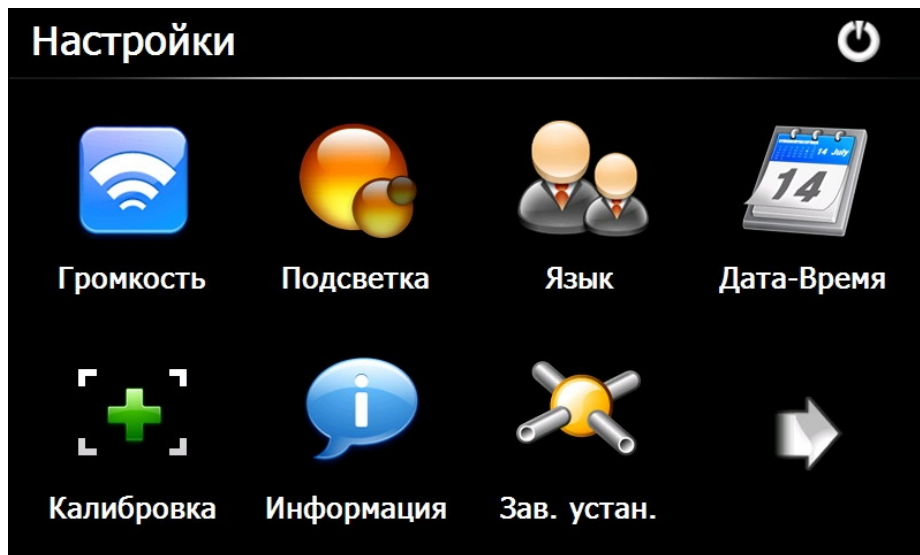 Настройки
14 July
14
Громкость
Подсветка
Язык
Дата-Время
Калибровка
Информация
Зав. устан.